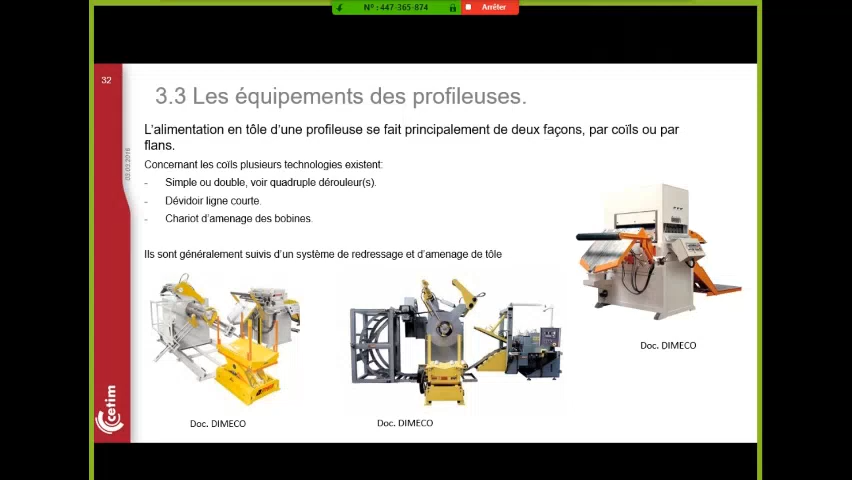 N° : 447-365-874
Arrêter
32
3.3 Les équipements des profileuses.
L'alimentation en tôle d'une profileuse se fait principalement de deux façons, par coïls ou par
flans.
Concernant les coïls plusieurs technologies existent:
- Simple ou double, voir quadruple dérouleur(s).
- Dévidoir ligne courte.
- Chariot d'amenage des bobines.
Ils sont généralement suivis d'un système de redressage et d'amenage de tôle
Doc. DIMECO
Doc. DIMECO
Doc. DIMECO
cetim